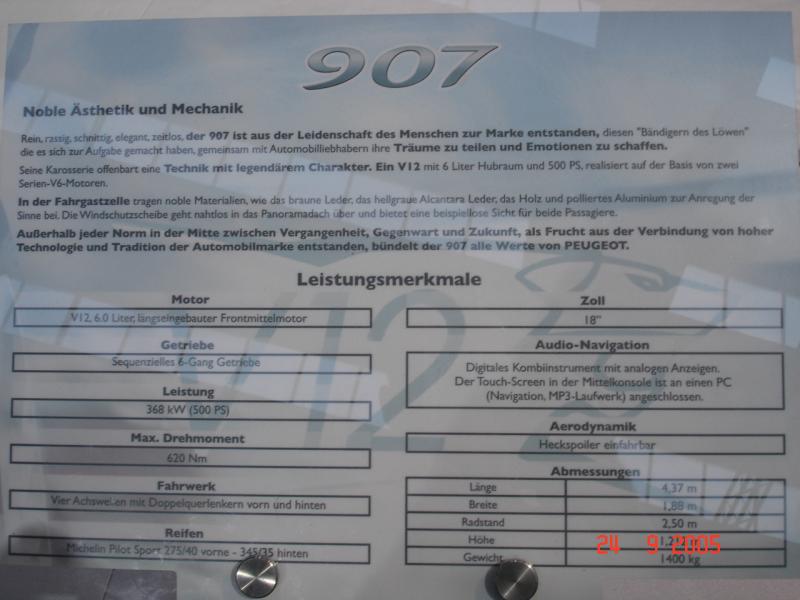 907
Noble Ästhetik und Mechanik
Rein, rassig, schnittig, elegant, zeitlos, der 907 ist aus der Leidenschaft des Menschen zur Marke entstanden, diesen "Bändigern des Löwen"
die es sich zur Aufgabe gemacht haben, gemeinsam mit Automobilliebhabern ihre Träume zu teilen und Emotionen zu schaffen.
Seine Karosserie offenbart eine Technik mit legendärem Charakter. Ein V12 mit 6 Liter Hubraum und 500 PS, realisiert auf der Basis von zwei
Serien-V6-Motoren.
In der Fahrgastzelle tragen noble Materialien, wie das braune Leder, das hellgraue Alcantara Leder, das Holz und polliertes Aluminium zur Anregung der
Sinne bei. Die Windschutzscheibe geht nahtlos in das Panoramadach über und bietet eine beispiellose Sicht für beide Passagiere.
Außerhalb jeder Norm in der Mitte zwischen Vergangenheit, Gegenwart und Zukunft, als Frucht aus der Verbindung von hoher
Technologie und Tradition der Automobilmarke entstanden, bündelt der 907 alle Werte von PEUGEOT.
Leistungsmerkmale
Motor
V12, 6.0 Liter, längseingebauter Frontmittelmotor
Getriebe
Sequenzielles 6-Gang Getriebe
Leistung
368 kW (500 PS)
Max. Drehmoment
620 Nm
Fahrwerk
Vier Achswellen mit Doppelquerlenkern vorn und hinten
Reifen
Michelin Pilot Sport 275/40 vorne - 345/35 hinten
Zoll
18"
Audio-Navigation
Digitales Kombiinstrument mit analogen Anzeigen.
Der Touch-Screen in der Mittelkonsole ist an einen PC
(Navigation, MP3-Laufwerk) angeschlossen.
Aerodynamik
Heckspoiler einfahrbar
Abmessungen
Länge 4,37 m
Breite 1,88 m
Radstand 2,50 m
Höhe
Gewicht 1400 kg
V12
24 9 2005